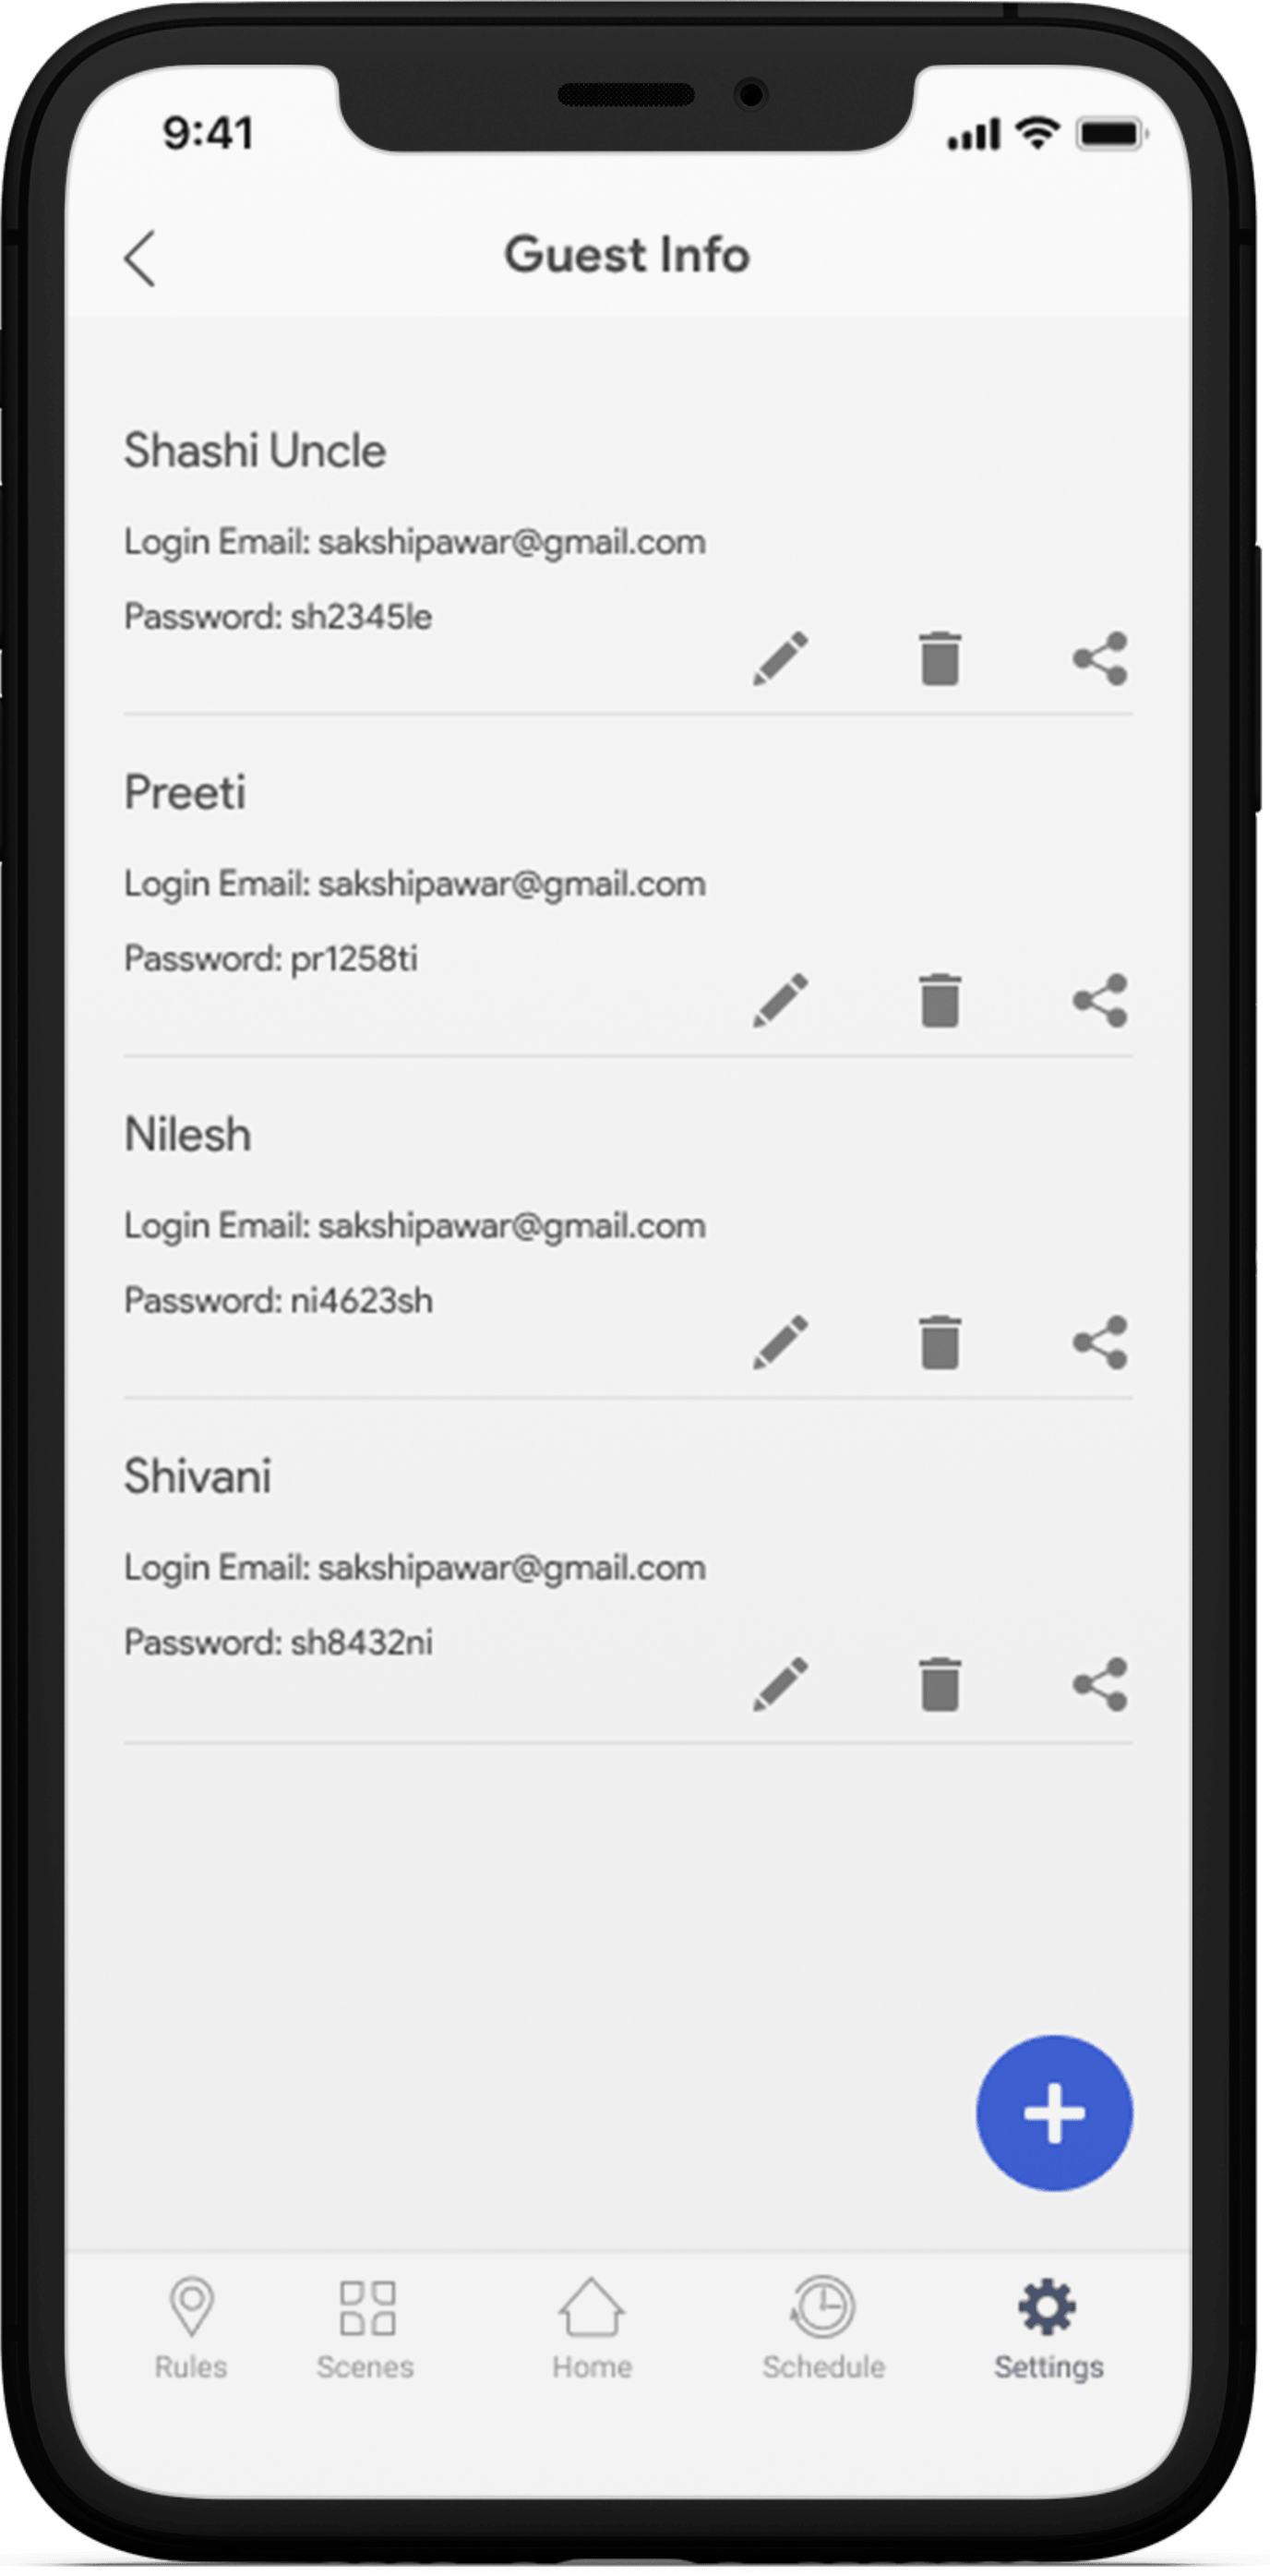 9:41
Guest Info
Shashi Uncle
Login Email: sakshipawar@gmail.com
Password: sh2345le
Preeti
Login Email: sakshipawar@gmail.com
Password: pr1258ti
Nilesh
Login Email: sakshipawar@gmail.com
Password: ni4623sh
Shivani
Login Email: sakshipawar@gmail.com
Password: sh8432ni
Rules Scenes Home Schedule Settings